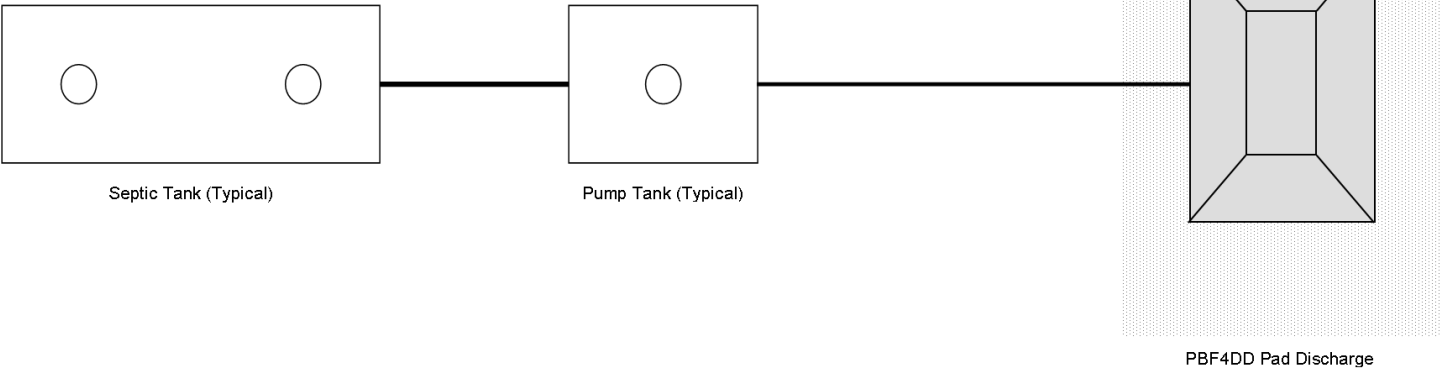 Septic Tank (Typical)
Pump Tank (Typical)
PBF4DD Pad Discharge